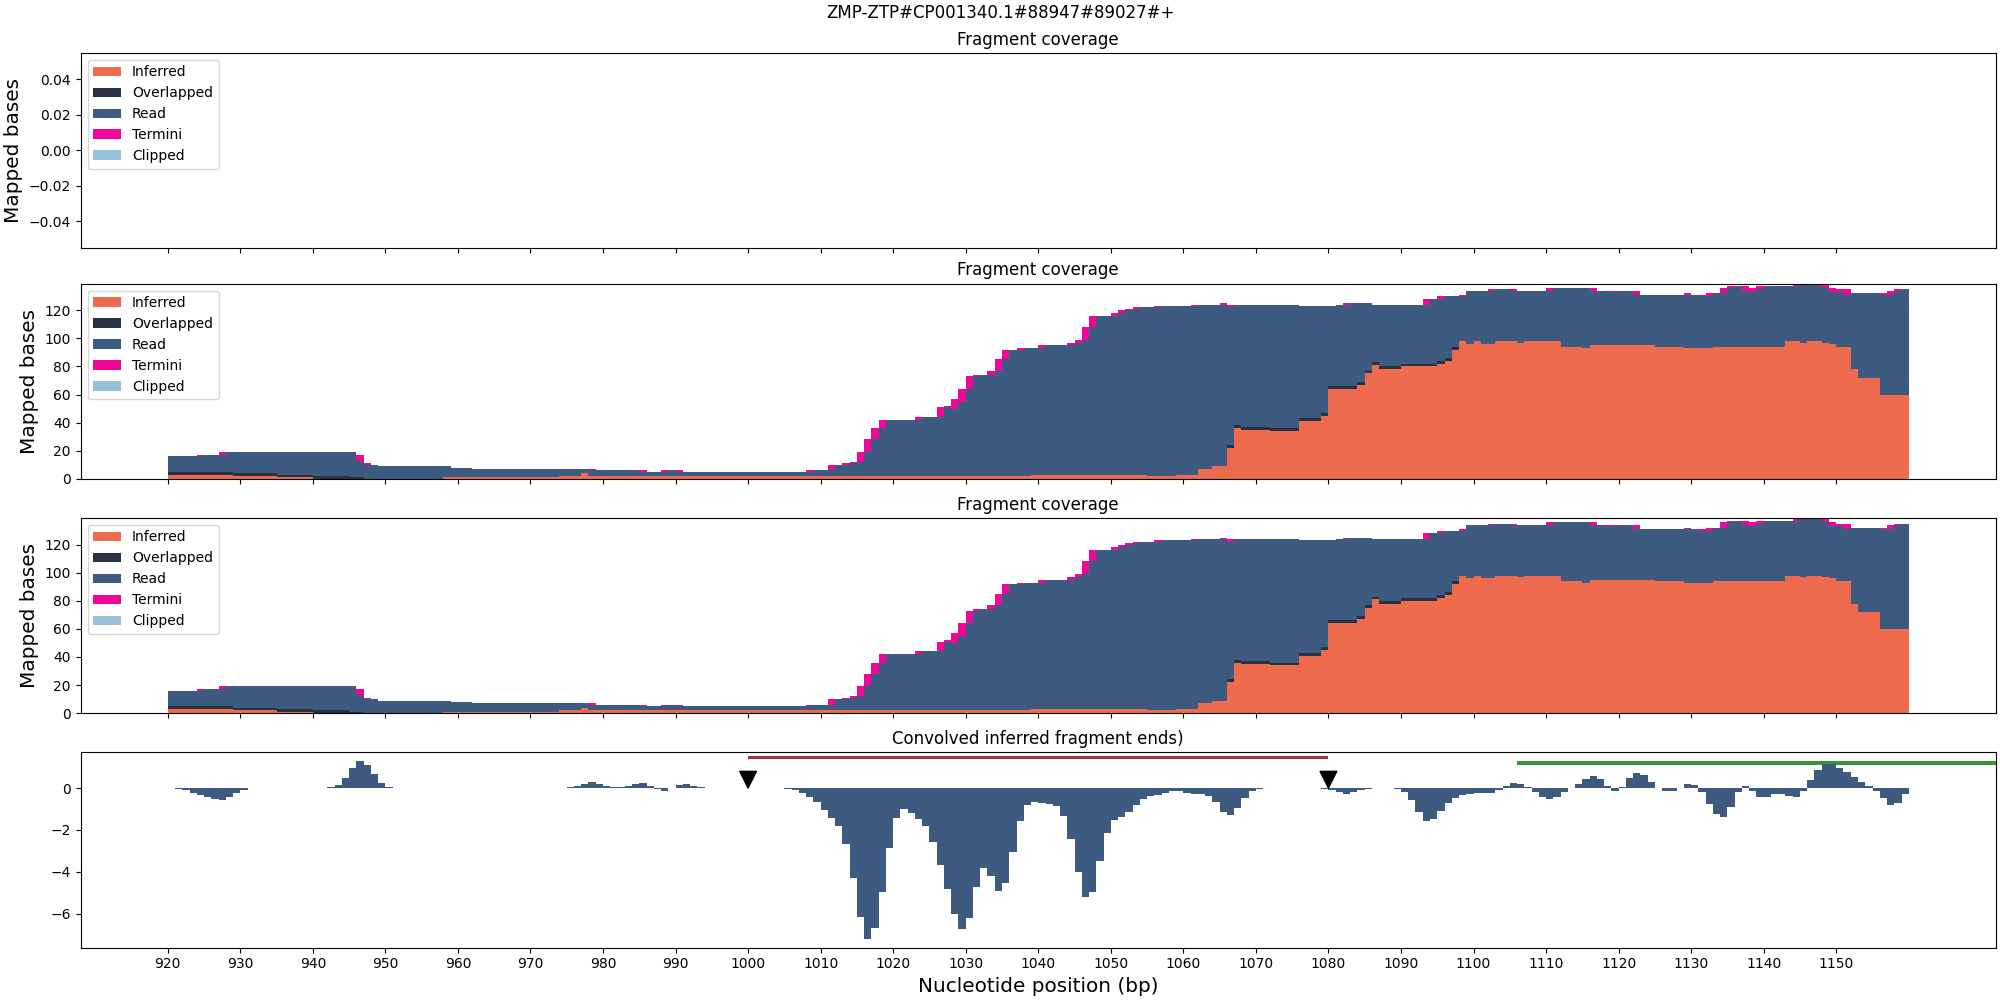 ZMP-ZTP#CP001340.1#88947#89027#+
Fragment coverage
Mapped bases
0.04
0.02
0.00
−0.02
−0.04
Inferred
Overlapped
Read
Termini
Clipped
Fragment coverage
Mapped bases
120
100
80
60
40
20
0
Inferred
Overlapped
Read
Termini
Clipped
Fragment coverage
Mapped bases
120
100
80
60
40
20
0
Inferred
Overlapped
Read
Termini
Clipped
Convolved inferred fragment ends)
0
−2
−4
−6
920 930 940 950 960 970 980 990 1000 1010 1020 1030 1040 1050 1060 1070 1080 1090 1100 1110 1120 1130 1140 1150
Nucleotide position (bp)